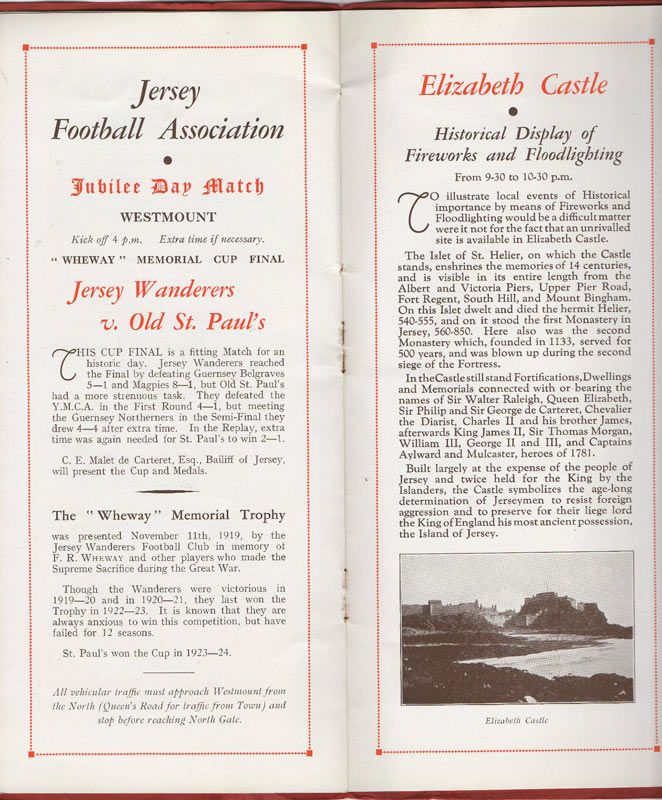 Jersey
Football Association
Jubilee Day Match
WESTMOUNT
Kick off 4 p.m. Extra time if necessary.
"WHEWAY" MEMORIAL CUP FINAL
Jersey Wanderers
v. Old St. Paul's
THIS CUP FINAL is a fitting Match for an
historic day. Jersey Wanderers reached
the Final by defeating Guernsey Belgraves
5—1 and Magpies 8—1, but Old St. Paul's
had a more strenuous task. They defeated the
Y.M.C.A. in the First Round 4—1, but meeting
the Guernsey Northerners in the Semi-Final they
drew 4—4 after extra time. In the Replay, extra
time was again needed for St. Paul's to win 2—1.
C. E. Malet de Carteret, Esq., Bailiff of Jersey,
will present the Cup and Medals.
The "Wheway" Memorial Trophy
was presented November 11th, 1919, by the
Jersey Wanderers Football Club in memory of
F. R. WHEWAY and other players who made the
Supreme Sacrifice during the Great War.
Though the Wanderers were victorious in
1919—20 and in 1920—21, they last won the
Trophy in 1922—23. It is known that they are
always anxious to win this competition, but have
failed for 12 seasons.
St. Paul's won the Cup in 1923—24.
All vehicular traffic must approach Westmount from
the North (Queen's Road for traffic from Town) and
stop before reaching North Gate.
Elizabeth Castle
Historical Display of
Fireworks and Floodlighting
From 9-30 to 10-30 p.m.
TO illustrate local events of Historical
importance by means of Fireworks and
Floodlighting would be a difficult matter
were it not for the fact that an unrivalled
site is available in Elizabeth Castle.
The Islet of St. Helier, on which the Castle
stands, enshrines the memories of 14 centuries,
and is visible in its entire length from the
Albert and Victoria Piers, Upper Pier Road,
Fort Regent, South Hill, and Mount Bingham.
On this Islet dwelt and died the hermit Helier,
540-555, and on it stood the first Monastery in
Jersey, 560-850. Here also was the second
Monastery which, founded in 1133, served for
500 years, and was blown up during the second
siege of the Fortress.
In the Castle still stand Fortifications, Dwellings
and Memorials connected with or bearing the
names of Sir Walter Raleigh, Queen Elizabeth,
Sir Philip and Sir George de Carteret, Chevalier
the Diarist, Charles II and his brother James,
afterwards King James II, Sir Thomas Morgan,
William III, George II and III, and Captains
Aylward and Mulcaster, heroes of 1781.
Built largely at the expense of the people of
Jersey and twice held for the King by the
Islanders, the Castle symbolizes the age-long
determination of Jerseymen to resist foreign
aggression and to preserve for their liege lord
the King of England his most ancient possession,
the Island of Jersey.
Elizabeth Castle